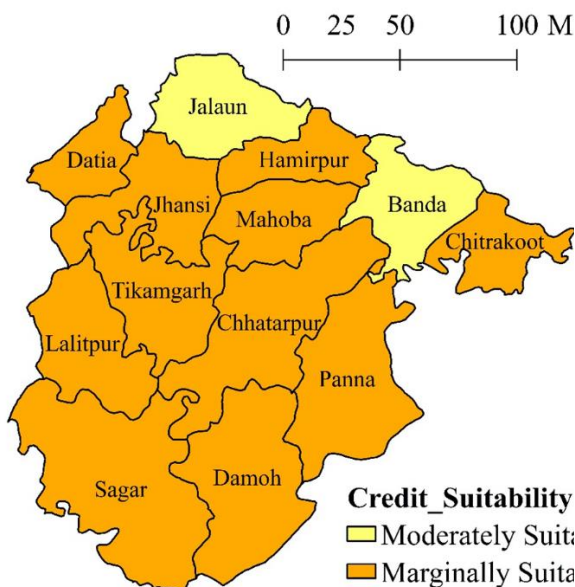 0 25 50 100 M
Jalaun
Datia
Hamirpur
Jhansi
Mahoba
Banda
Chitrakoot
Tikamgarh
Chhatarpur
Lalitpur
Panna
Sagar
Damoh
Credit_Suitability
Moderately Suita
Marginally Suita